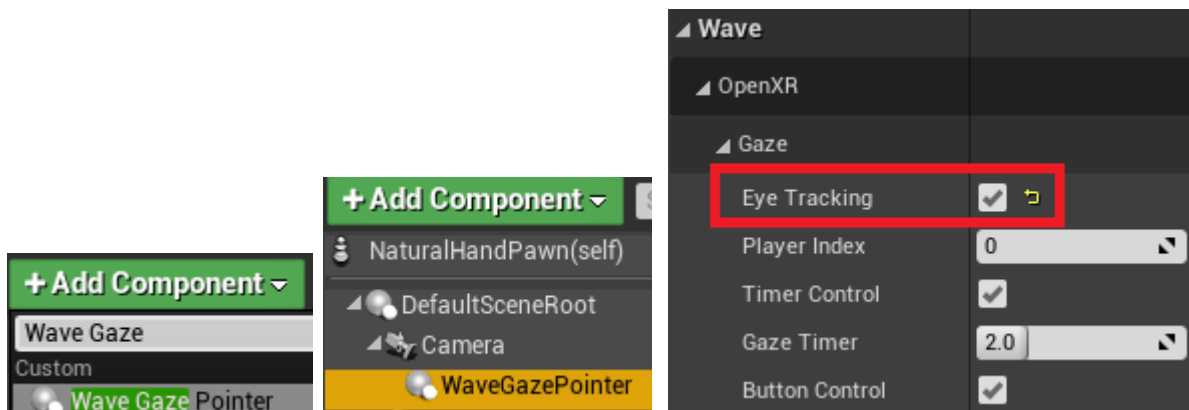 + Add Component
Wave Gaze
Custom
Wave Gaze Pointer
+ Add Component
NaturalHandPawn(self)
DefaultSceneRoot
Camera
WaveGazePointer
Wave
OpenXR
Gaze
Eye Tracking
Player Index 0
Timer Control
Gaze Timer 2.0
Button Control